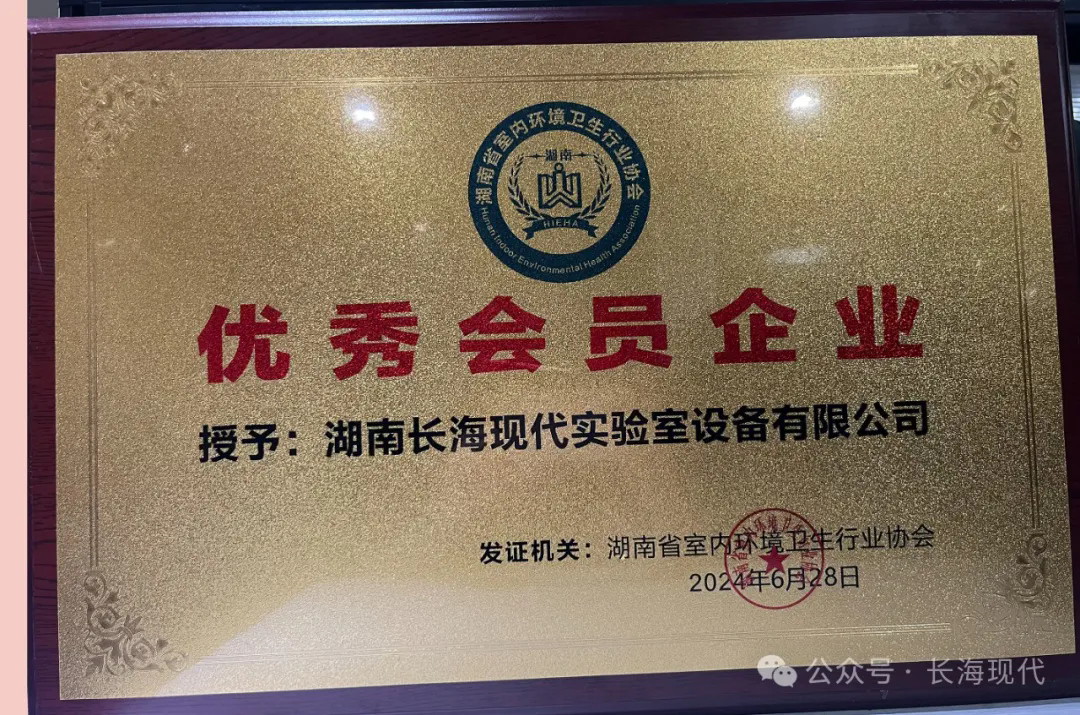 湖南省室内环境卫生行业协会
湖南
HIEHA
Hunan Indoor Environmental Health Association
优秀会员企业
授予：湖南长海现代实验室设备有限公司
发证机关：湖南省室内环境卫生行业协会
2024年6月28日
公众号·长海现代